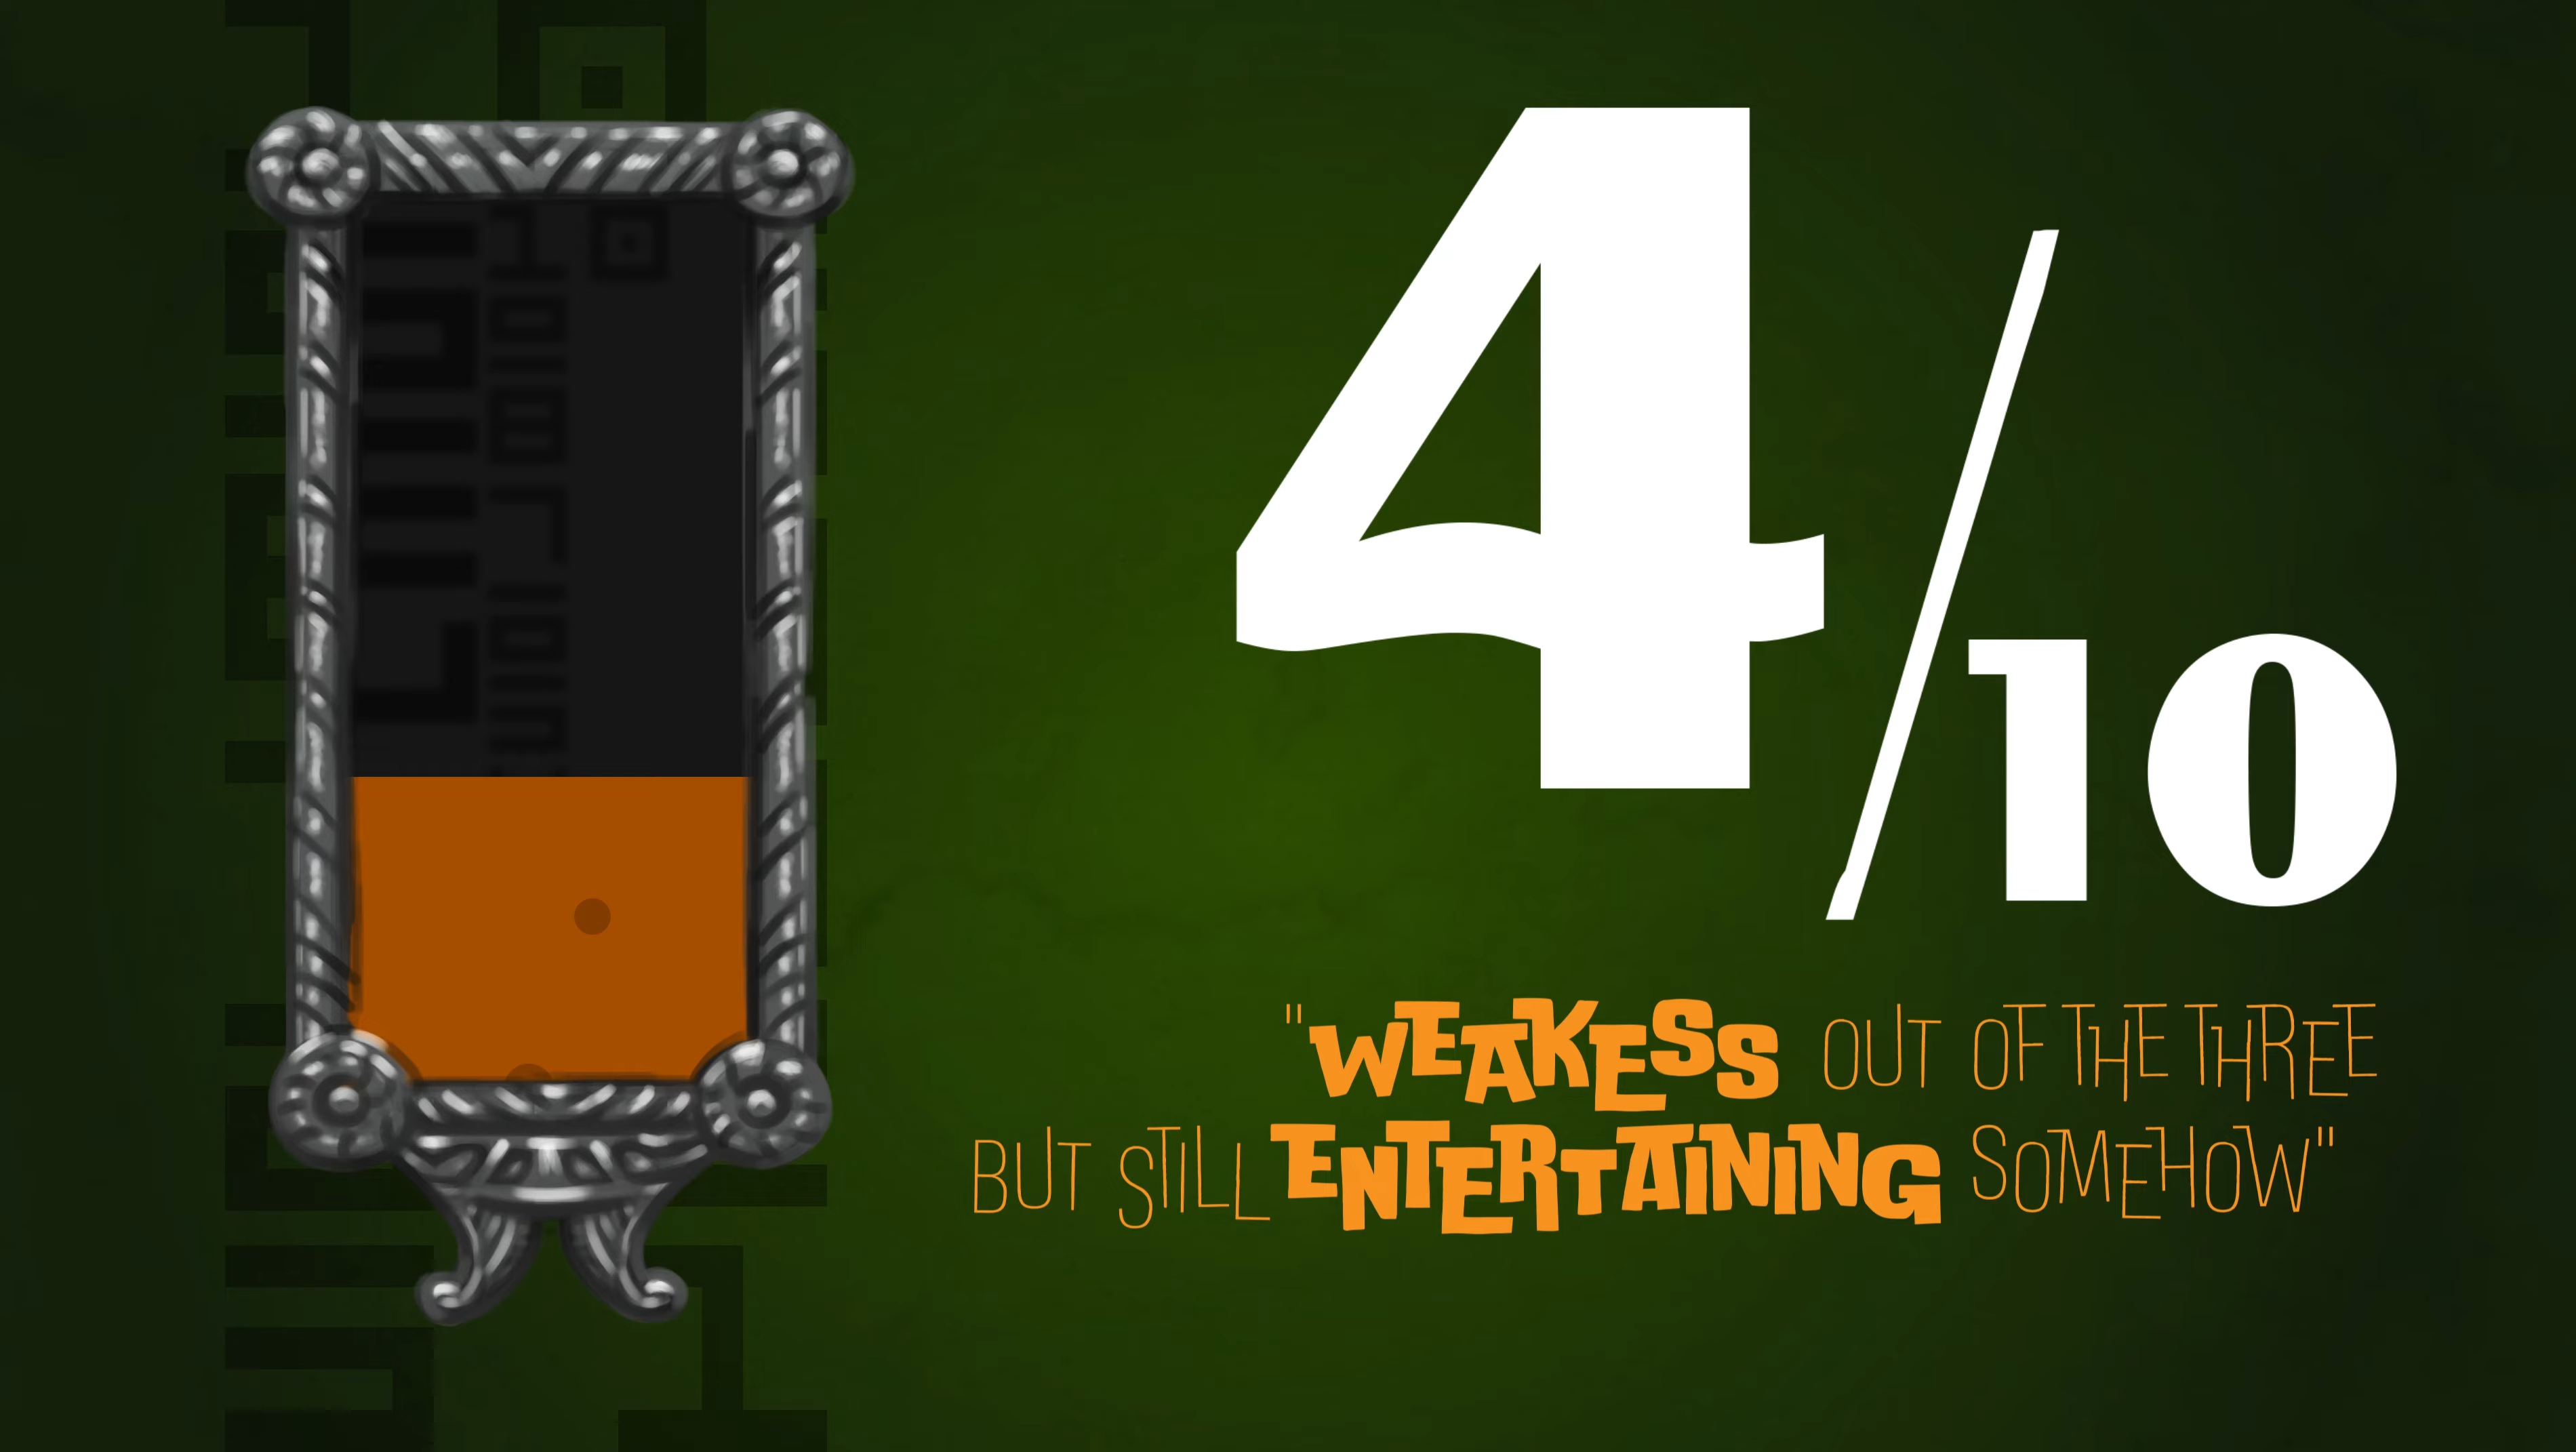 4/10
"WEAKESS OUT OF THE THREE
BUT STILL ENTERTAINING SOMEHOW"